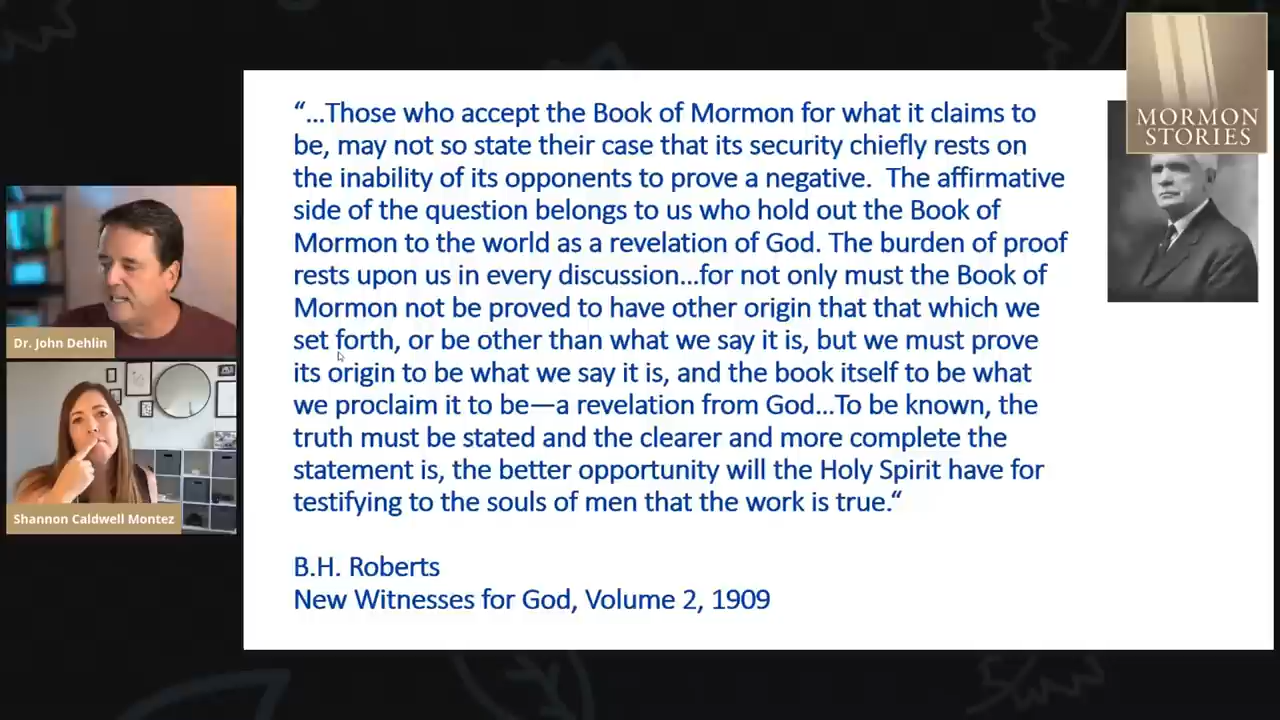 MORMON
STORIES
“...Those who accept the Book of Mormon for what it claims to
be, may not so state their case that its security chiefly rests on
the inability of its opponents to prove a negative. The affirmative
side of the question belongs to us who hold out the Book of
Mormon to the world as a revelation of God. The burden of proof
rests upon us in every discussion...for not only must the Book of
Mormon not be proved to have other origin that that which we
set forth, or be other than what we say it is, but we must prove
its origin to be what we say it is, and the book itself to be what
we proclaim it to be—a revelation from God...To be known, the
truth must be stated and the clearer and more complete the
statement is, the better opportunity will the Holy Spirit have for
testifying to the souls of men that the work is true.“
B.H. Roberts
New Witnesses for God, Volume 2, 1909
Dr. John Dehlin
Shannon Caldwell Montez